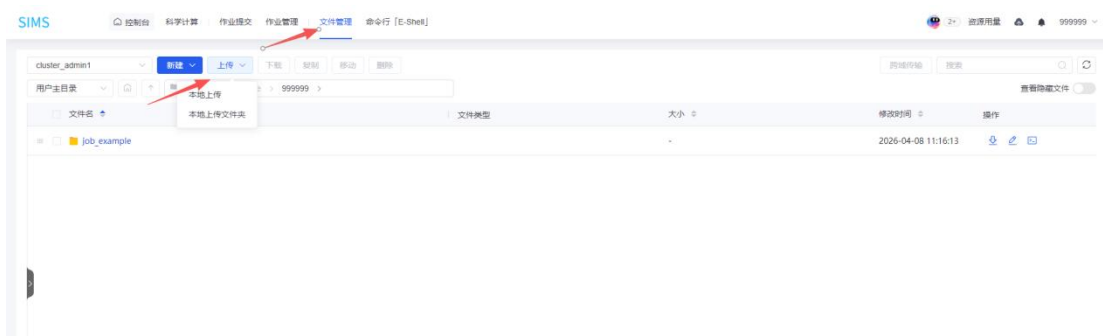 SIMS 控制台 科学计算 作业提交 作业管理 文件管理 命令行「E-Shell」 2+ 资源用量 999999
cluster_admin1 新建 上传 下载 复制 移动 删除 跨域传输 搜索
用户主目录 999999 查看隐藏文件
本地上传
文件名 文件类型 大小 修改时间 操作
本地上传文件夹
job_example - 2026-04-08 11:16:13